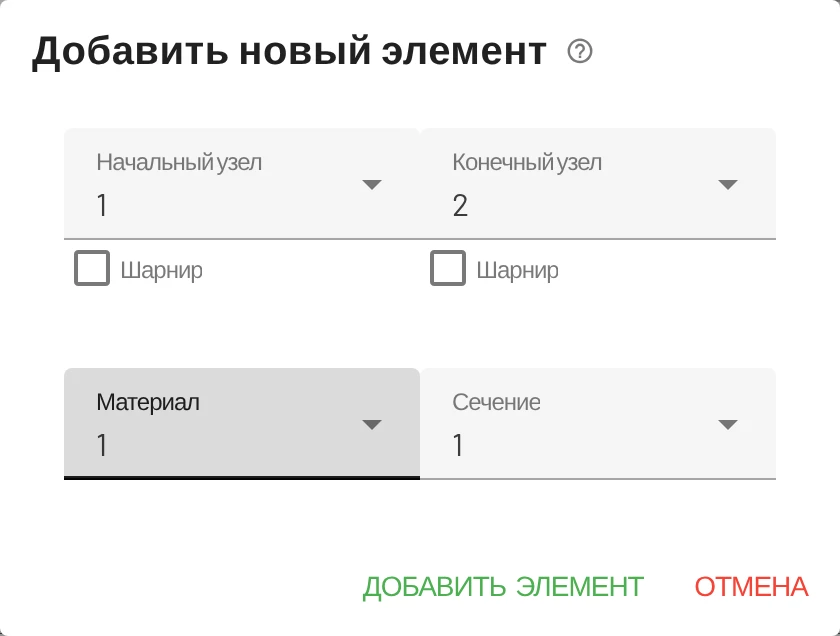 Добавить новый элемент ?
Начальный узел Конечный узел
1 2
Шарнир Шарнир
Материал Сечение
1 1
ДОБАВИТЬ ЭЛЕМЕНТ ОТМЕНА